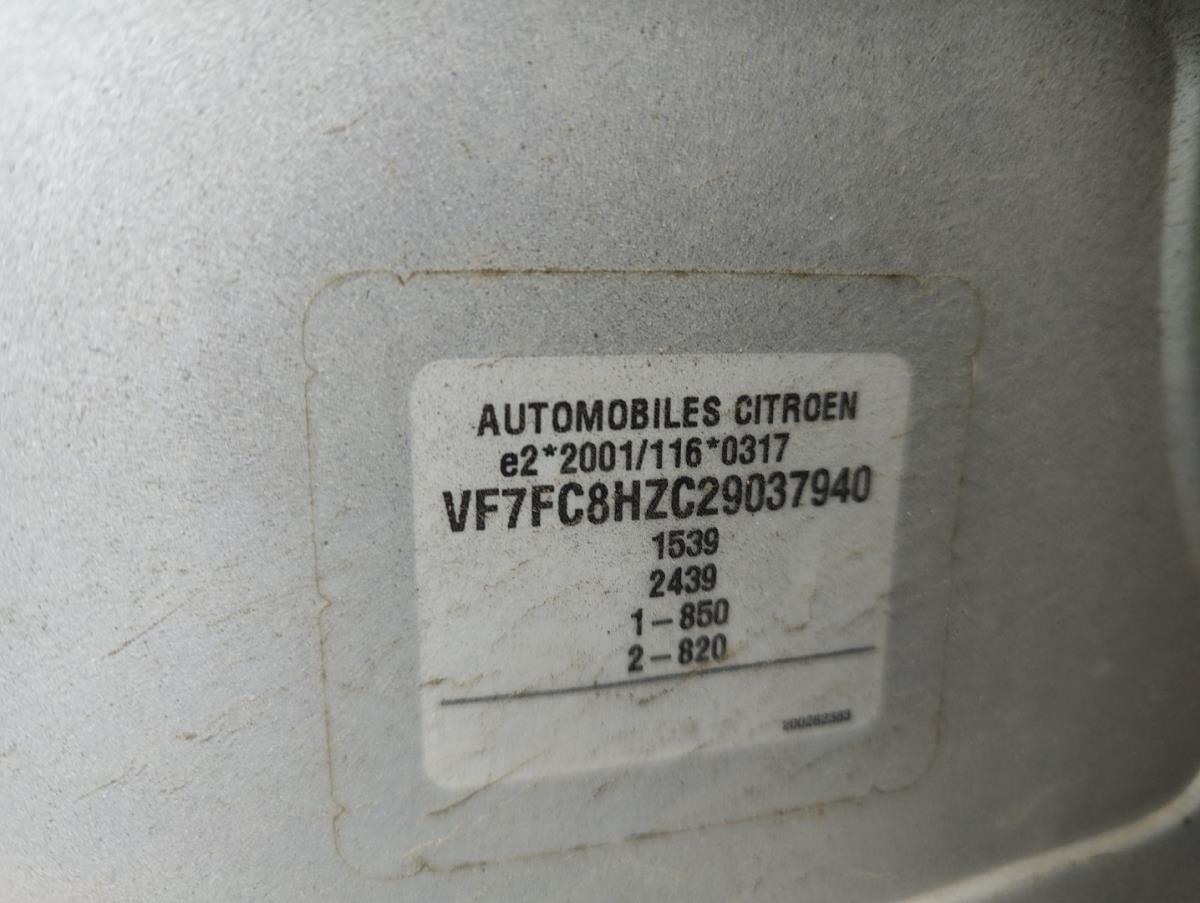 AUTOMOBILES CITROEN
e2*2001/116*0317
VF7FC8HZC29037940
1539
2439
1-850
2-820